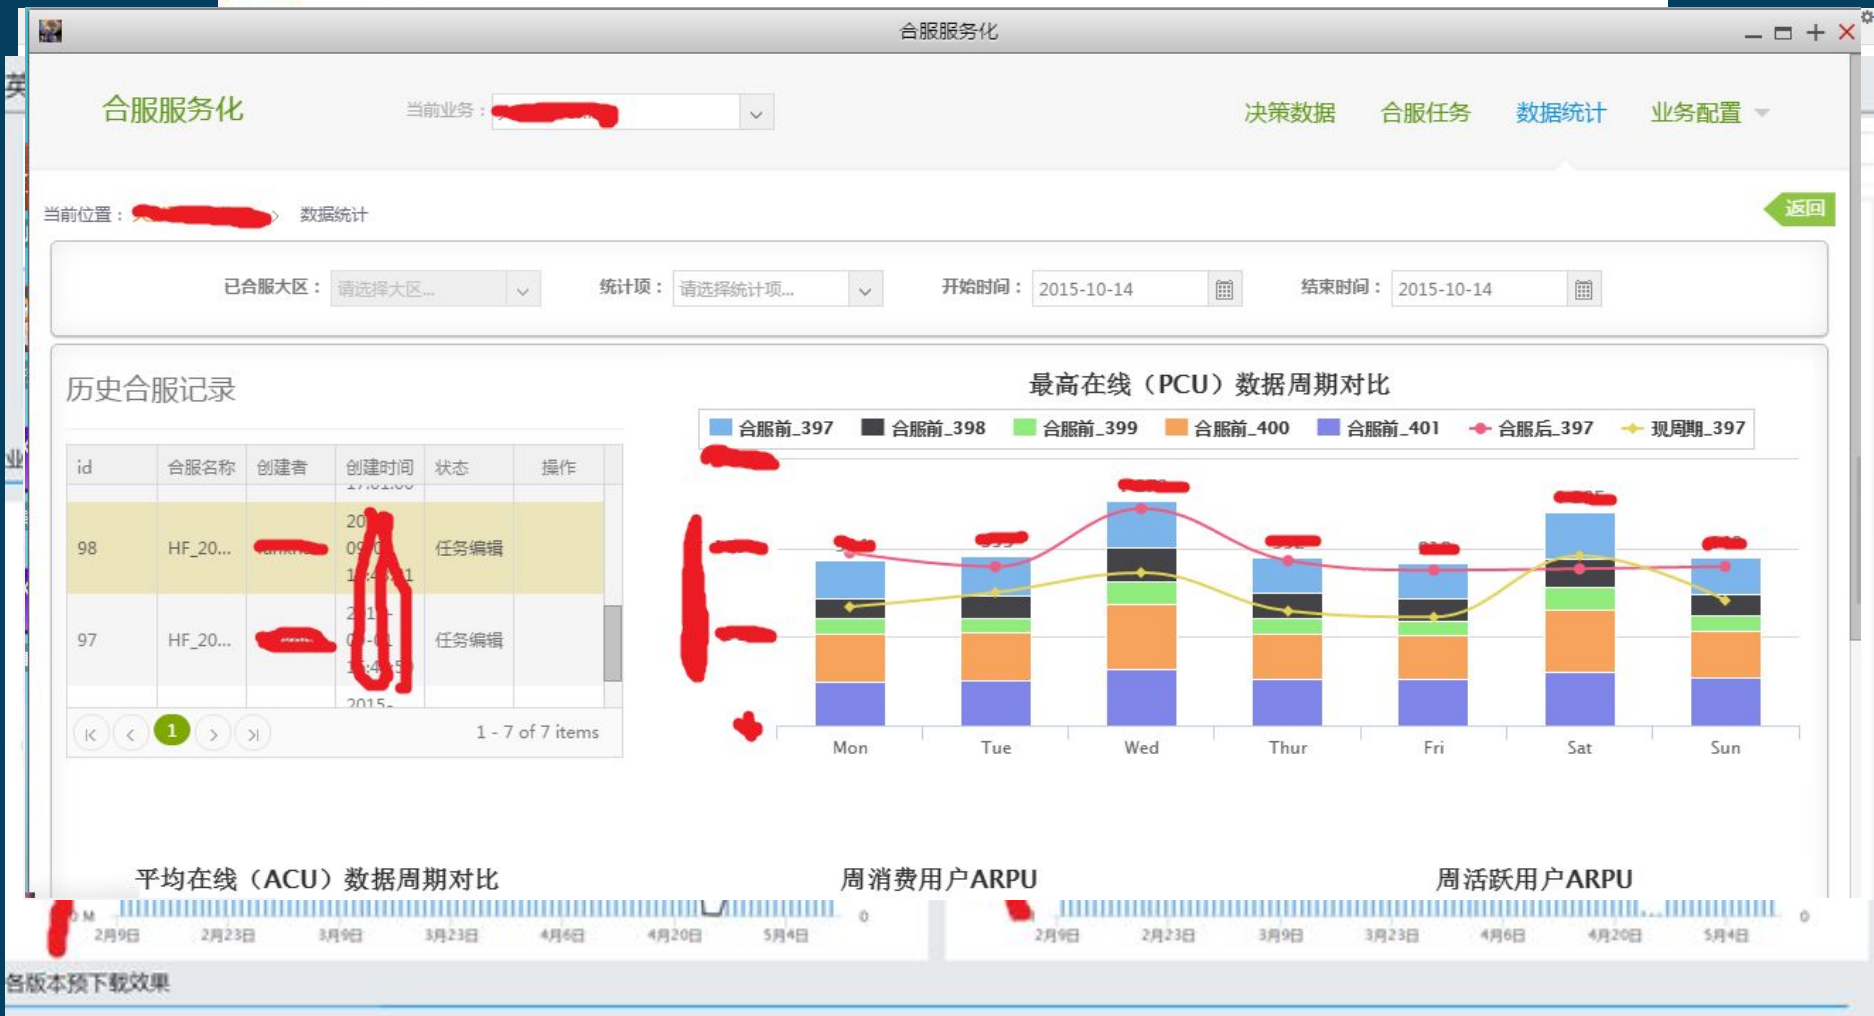 合服服务化
英
合服服务化
当前业务：
决策数据 合服任务 数据统计 业务配置
当前位置：
数据统计
返回
已合服大区： 请选择大区... 统计项： 请选择统计项... 开始时间： 2015-10-14 结束时间： 2015-10-14
历史合服记录
id 合服名称 创建者 创建时间 状态 操作
98 HF_20... 任务编辑
97 HF_20... 任务编辑
2015-
1
1 - 7 of 7 items
最高在线（PCU）数据周期对比
合服前_397 合服前_398 合服前_399 合服前_400 合服前_401 合服后_397 现周期_397
Mon Tue Wed Thur Fri Sat Sun
平均在线（ACU）数据周期对比 周消费用户ARPU 周活跃用户ARPU
0 M 0 0
2月9日 2月23日 3月9日 3月23日 4月6日 4月20日 5月4日
2月9日 2月23日 3月9日 3月23日 4月6日 4月20日 5月4日
各版本预下载效果